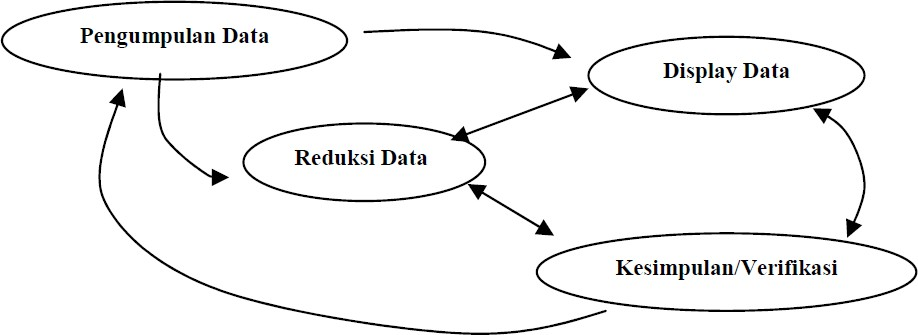 Pengumpulan Data
Display Data
Reduksi Data
Kesimpulan/Verifikasi